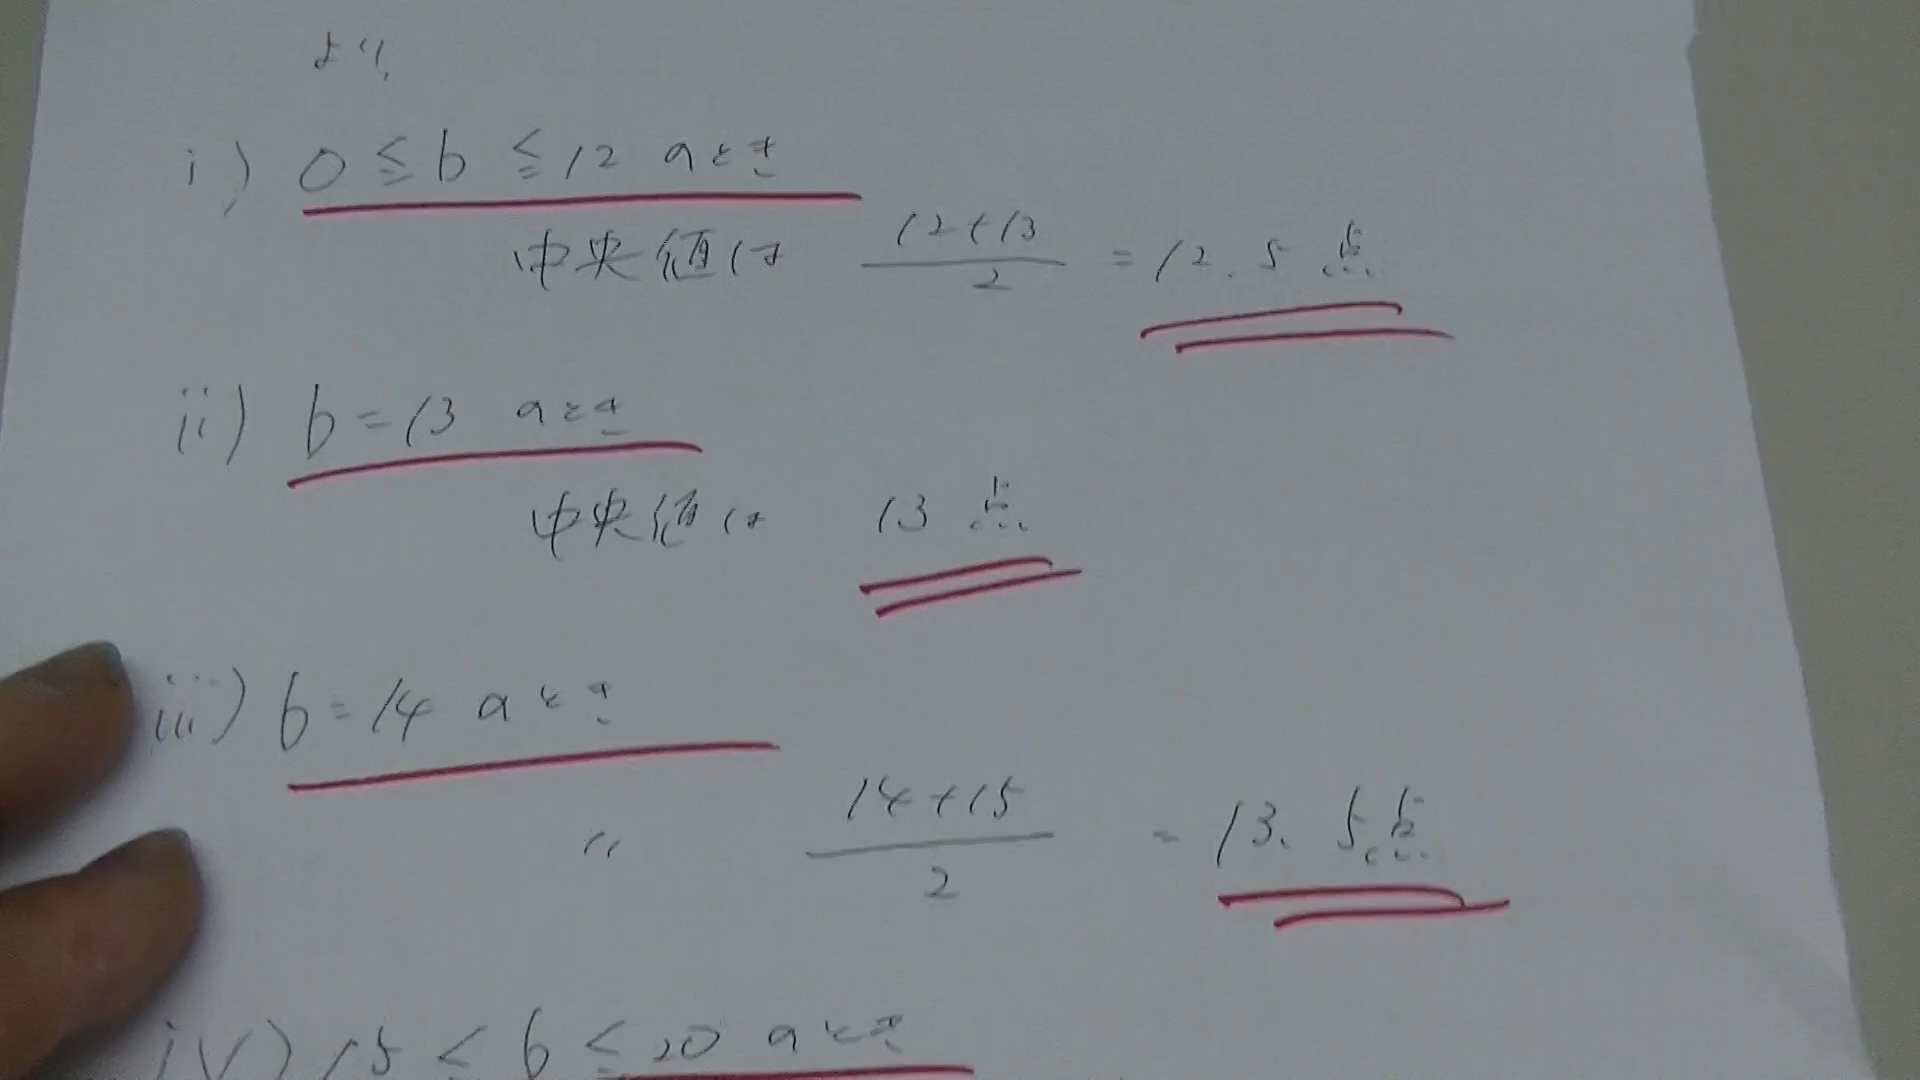 より、
i) 0 ≦ b ≦ 12 のとき
中央値は 12+13/2 = 12.5点
ii) b = 13 のとき
中央値は 13点
iii) b = 14 のとき
〃 14+15/2 = 13.5点
iv) 15 ≦ b ≦ 20 のとき